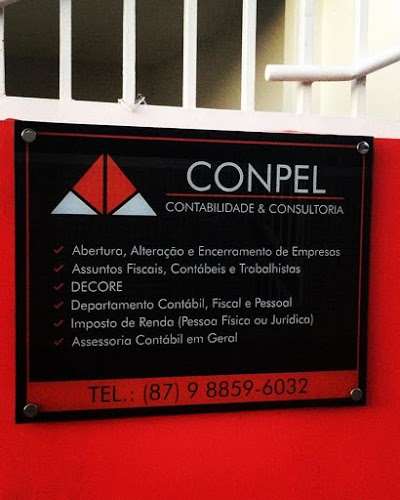 CONPEL
CONTABILIDADE & CONSULTORIA
Abertura, Alteração e Encerramento de Empresas
Assuntos Fiscais, Contábeis e Trabalhistas
DECORE
Departamento Contábil, Fiscal e Pessoal
Imposto de Renda (Pessoa Física ou Jurídica)
Assessoria Contábil em Geral
TEL.: (87) 9 8859-6032